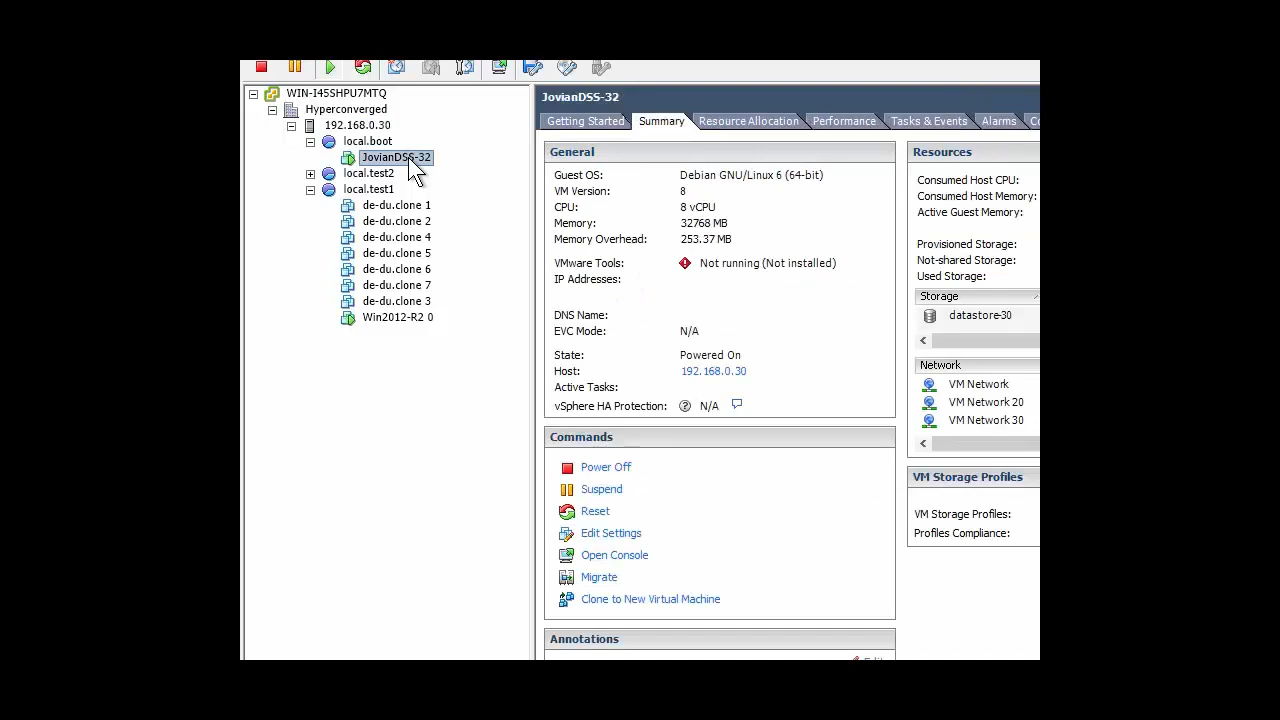 WIN-I45SHPU7MTQ
Hyperconverged
192.168.0.30
local.boot
JovianDSS-32
local.test2
local.test1
de-du.clone 1
de-du.clone 2
de-du.clone 4
de-du.clone 5
de-du.clone 6
de-du.clone 7
de-du.clone 3
Win2012-R2 0
JovianDSS-32
Getting Started Summary Resource Allocation Performance Tasks & Events Alarms
General
Guest OS: Debian GNU/Linux 6 (64-bit)
VM Version: 8
CPU: 8 vCPU
Memory: 32768 MB
Memory Overhead: 253.37 MB
VMware Tools: Not running (Not installed)
IP Addresses:
DNS Name:
EVC Mode: N/A
State: Powered On
Host: 192.168.0.30
Active Tasks:
vSphere HA Protection: N/A
Commands
Power Off
Suspend
Reset
Edit Settings
Open Console
Migrate
Clone to New Virtual Machine
Annotations
Resources
Consumed Host CPU:
Consumed Host Memory:
Active Guest Memory:
Provisioned Storage:
Not-shared Storage:
Used Storage:
Storage
datastore-30
Network
VM Network
VM Network 20
VM Network 30
VM Storage Profiles
VM Storage Profiles:
Profiles Compliance: